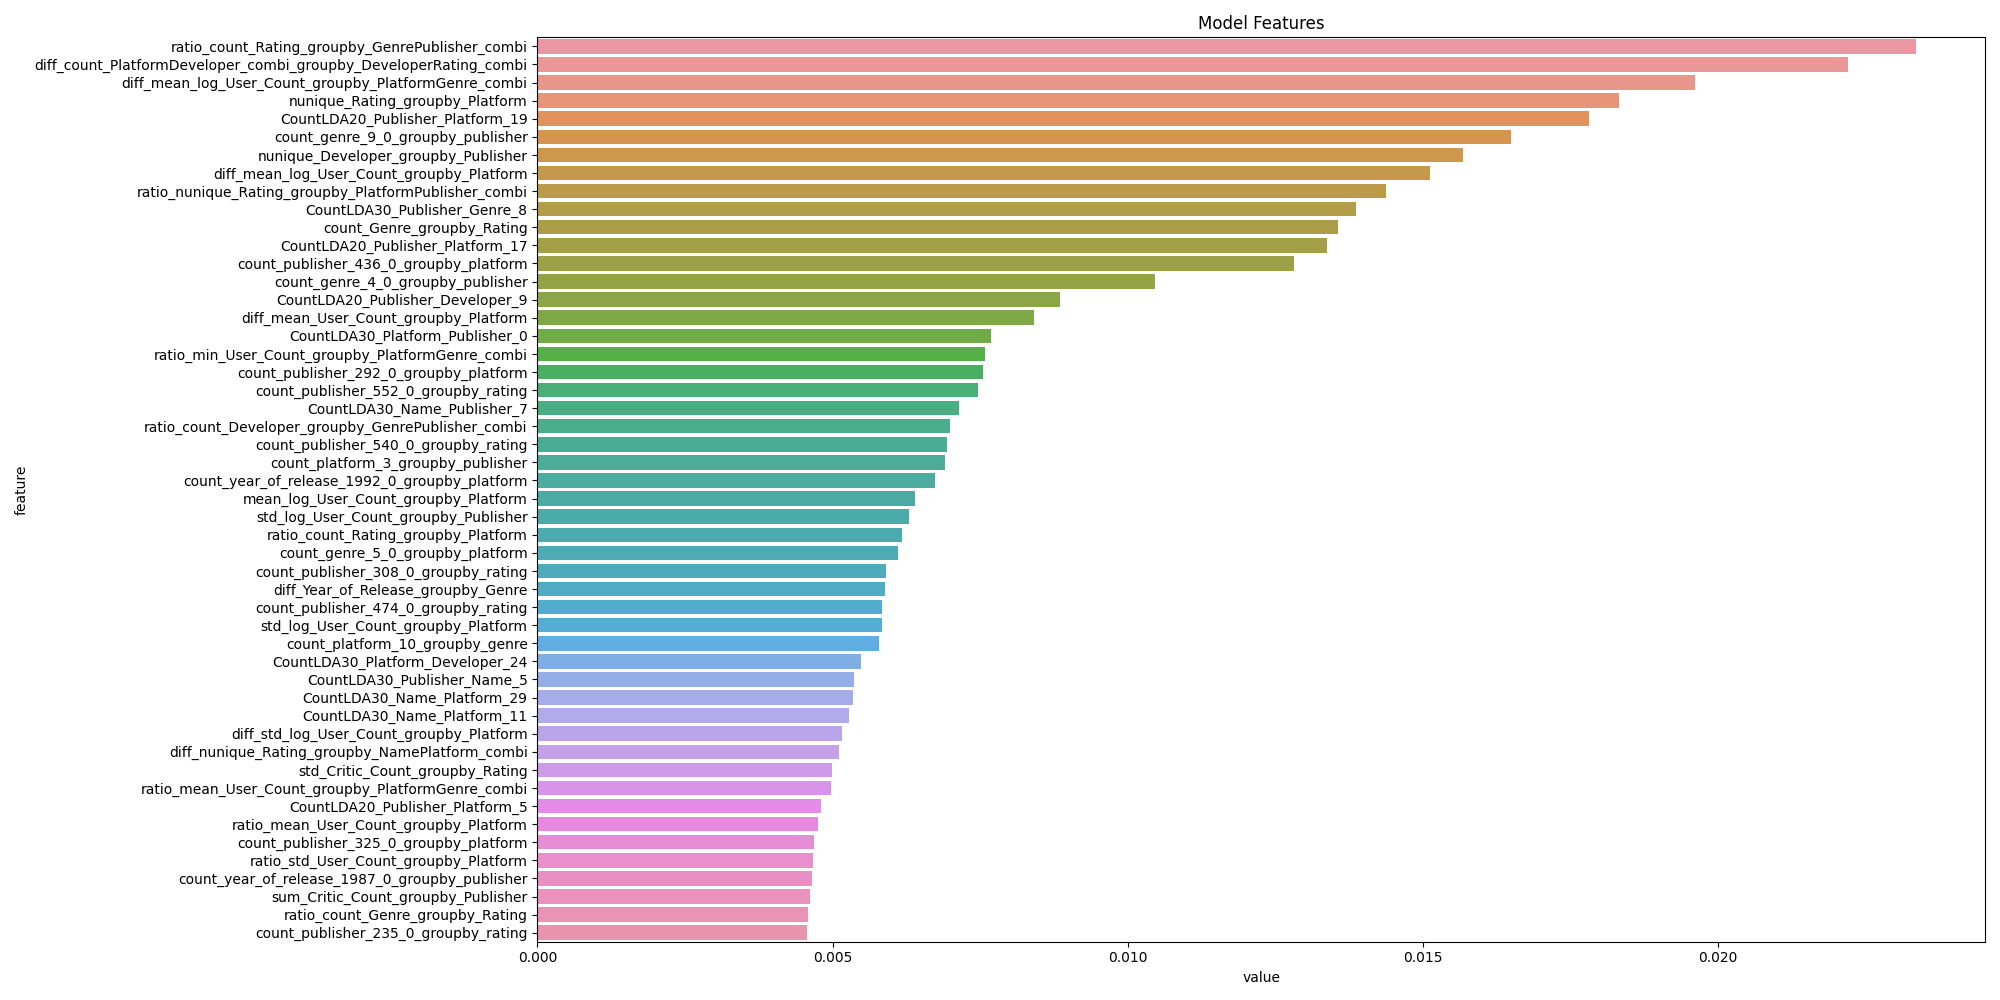 Model Features
ratio_count_Rating_groupby_GenrePublisher_combi
diff_count_PlatformDeveloper_combi_groupby_DeveloperRating_combi
diff_mean_log_User_Count_groupby_PlatformGenre_combi
nunique_Rating_groupby_Platform
CountLDA20_Publisher_Platform_19
count_genre_9_0_groupby_publisher
nunique_Developer_groupby_Publisher
diff_mean_log_User_Count_groupby_Platform
ratio_nunique_Rating_groupby_PlatformPublisher_combi
CountLDA30_Publisher_Genre_8
count_Genre_groupby_Rating
CountLDA20_Publisher_Platform_17
count_publisher_436_0_groupby_platform
count_genre_4_0_groupby_publisher
CountLDA20_Publisher_Developer_9
diff_mean_User_Count_groupby_Platform
CountLDA30_Platform_Publisher_0
ratio_min_User_Count_groupby_PlatformGenre_combi
count_publisher_292_0_groupby_platform
count_publisher_552_0_groupby_rating
CountLDA30_Name_Publisher_7
ratio_count_Developer_groupby_GenrePublisher_combi
count_publisher_540_0_groupby_rating
count_platform_3_groupby_publisher
count_year_of_release_1992_0_groupby_platform
mean_log_User_Count_groupby_Platform
std_log_User_Count_groupby_Publisher
ratio_count_Rating_groupby_Platform
count_genre_5_0_groupby_platform
count_publisher_308_0_groupby_rating
diff_Year_of_Release_groupby_Genre
count_publisher_474_0_groupby_rating
std_log_User_Count_groupby_Platform
count_platform_10_groupby_genre
CountLDA30_Platform_Developer_24
CountLDA30_Publisher_Name_5
CountLDA30_Name_Platform_29
CountLDA30_Name_Platform_11
diff_std_log_User_Count_groupby_Platform
diff_nunique_Rating_groupby_NamePlatform_combi
std_Critic_Count_groupby_Rating
ratio_mean_User_Count_groupby_PlatformGenre_combi
CountLDA20_Publisher_Platform_5
ratio_mean_User_Count_groupby_Platform
count_publisher_325_0_groupby_platform
ratio_std_User_Count_groupby_Platform
count_year_of_release_1987_0_groupby_publisher
sum_Critic_Count_groupby_Publisher
ratio_count_Genre_groupby_Rating
count_publisher_235_0_groupby_rating
feature
0.000 0.005 0.010 0.015 0.020
value